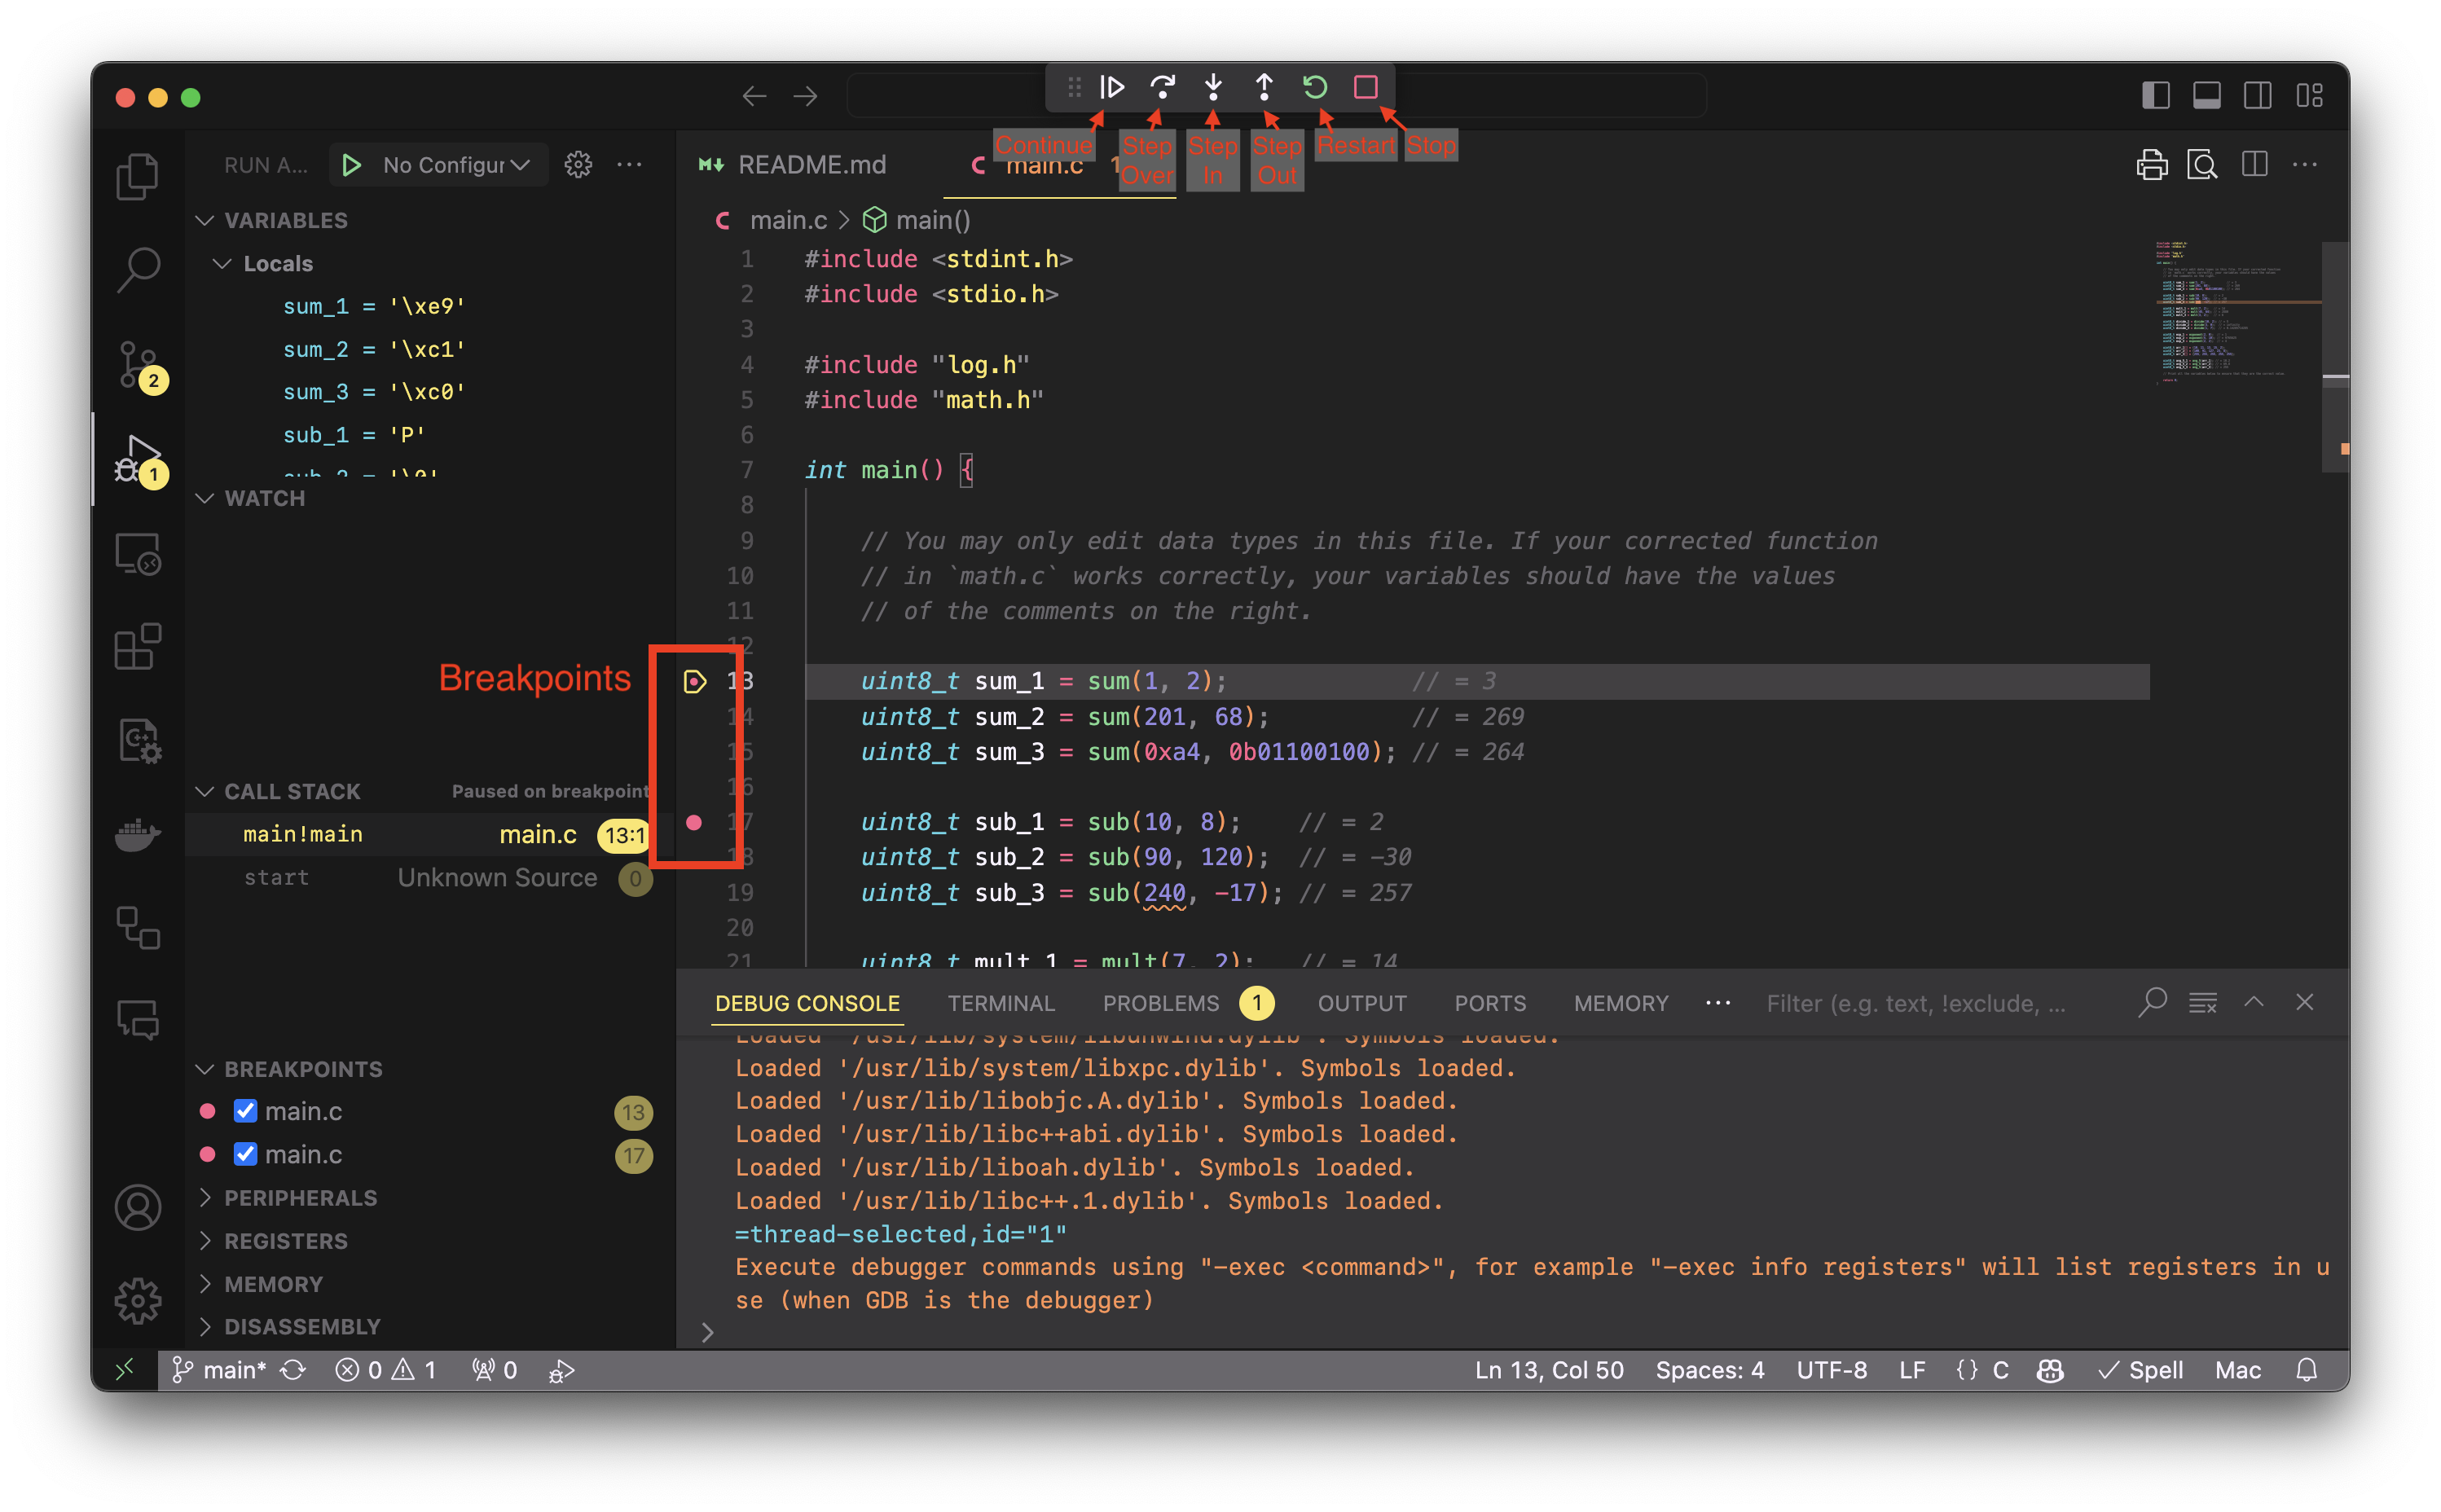 Continue
Step Over
Step In
Step Out
Restart
Stop
RUN A...
No Configur
README.md
main.c
main.c > main()
VARIABLES
Locals
sum_1 = '\xe9'
sum_2 = '\xc1'
sum_3 = '\xc0'
sub_1 = 'P'
sub_2 = '\0'
WATCH
Breakpoints
CALL STACK
Paused on breakpoint
main!main main.c 13:1
start Unknown Source 0
BREAKPOINTS
main.c 13
main.c 17
PERIPHERALS
REGISTERS
MEMORY
DISASSEMBLY
2
1
1 #include <stdint.h>
2 #include <stdio.h>
3
4 #include "log.h"
5 #include "math.h"
6
7 int main() {
8
9 // You may only edit data types in this file. If your corrected function
10 // in `math.c` works correctly, your variables should have the values
11 // of the comments on the right.
12
13 uint8_t sum_1 = sum(1, 2); // = 3
14 uint8_t sum_2 = sum(201, 68); // = 269
15 uint8_t sum_3 = sum(0xa4, 0b01100100); // = 264
16
17 uint8_t sub_1 = sub(10, 8); // = 2
18 uint8_t sub_2 = sub(90, 120); // = -30
19 uint8_t sub_3 = sub(240, -17); // = 257
20
21 uint8_t mult_1 = mult(7, 2); // = 14
DEBUG CONSOLE TERMINAL PROBLEMS 1 OUTPUT PORTS MEMORY ... Filter (e.g. text, !exclude, ...
Loaded '/usr/lib/system/libunwind.dylib'. Symbols loaded.
Loaded '/usr/lib/system/libxpc.dylib'. Symbols loaded.
Loaded '/usr/lib/libobjc.A.dylib'. Symbols loaded.
Loaded '/usr/lib/libc++abi.dylib'. Symbols loaded.
Loaded '/usr/lib/liboah.dylib'. Symbols loaded.
Loaded '/usr/lib/libc++.1.dylib'. Symbols loaded.
=thread-selected,id="1"
Execute debugger commands using "-exec <command>", for example "-exec info registers" will list registers in u
se (when GDB is the debugger)
>
main* 0 1 0 Ln 13, Col 50 Spaces: 4 UTF-8 LF {} C Spell Mac